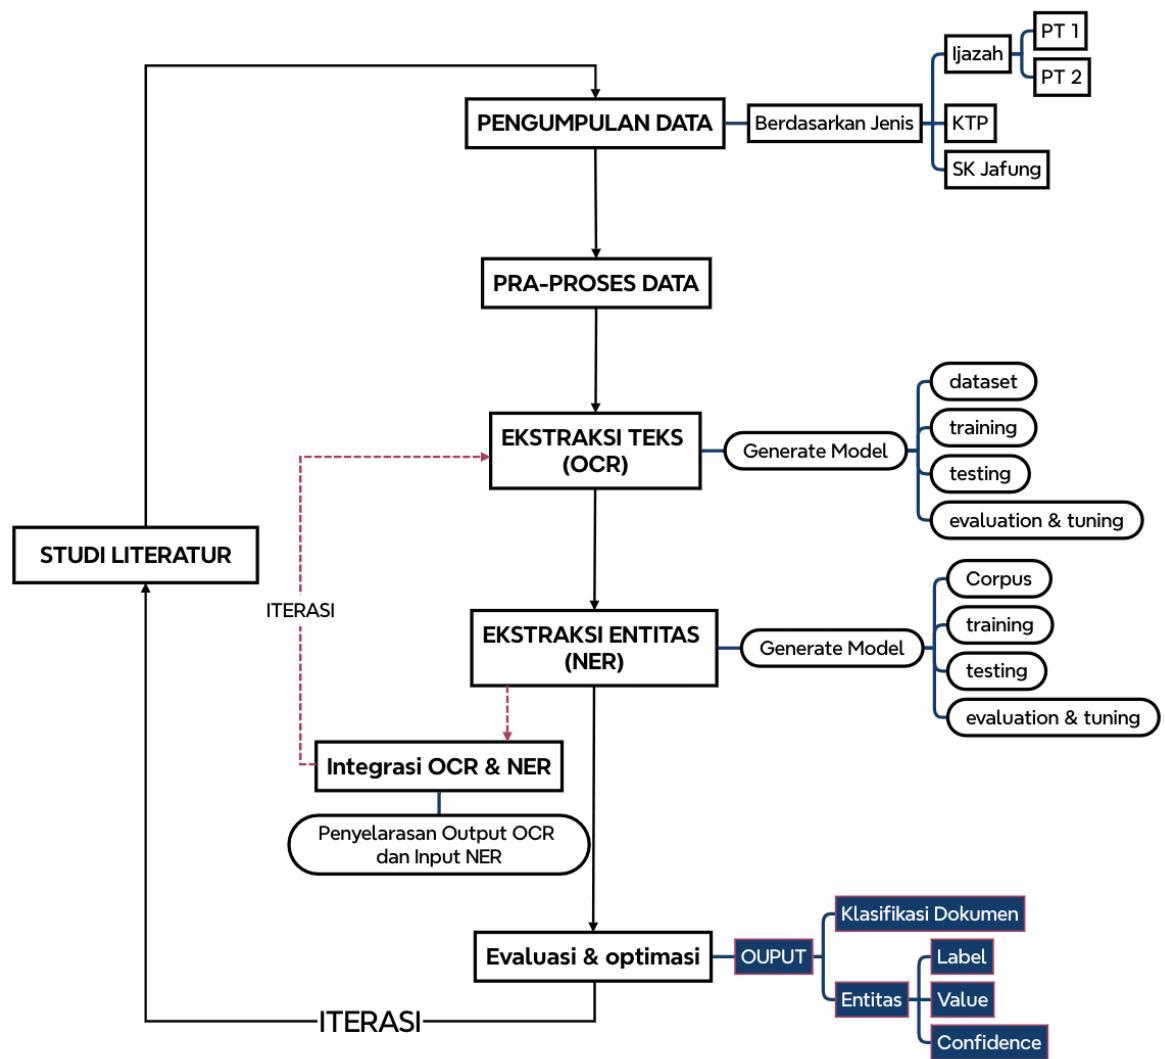 PT 1
Ijazah
PT 2
PENGUMPULAN DATA
Berdasarkan Jenis
KTP
SK Jafung
PRA-PROSES DATA
dataset
EKSTRAKSI TEKS
(OCR)
Generate Model
training
testing
evaluation & tuning
STUDI LITERATUR
ITERASI
Corpus
EKSTRAKSI ENTITAS
(NER)
Generate Model
training
testing
evaluation & tuning
Integrasi OCR & NER
Penyelarasan Output OCR
dan Input NER
Klasifikasi Dokumen
Evaluasi & optimasi
OUPUT
Label
Entitas
Value
Confidence
ITERASI